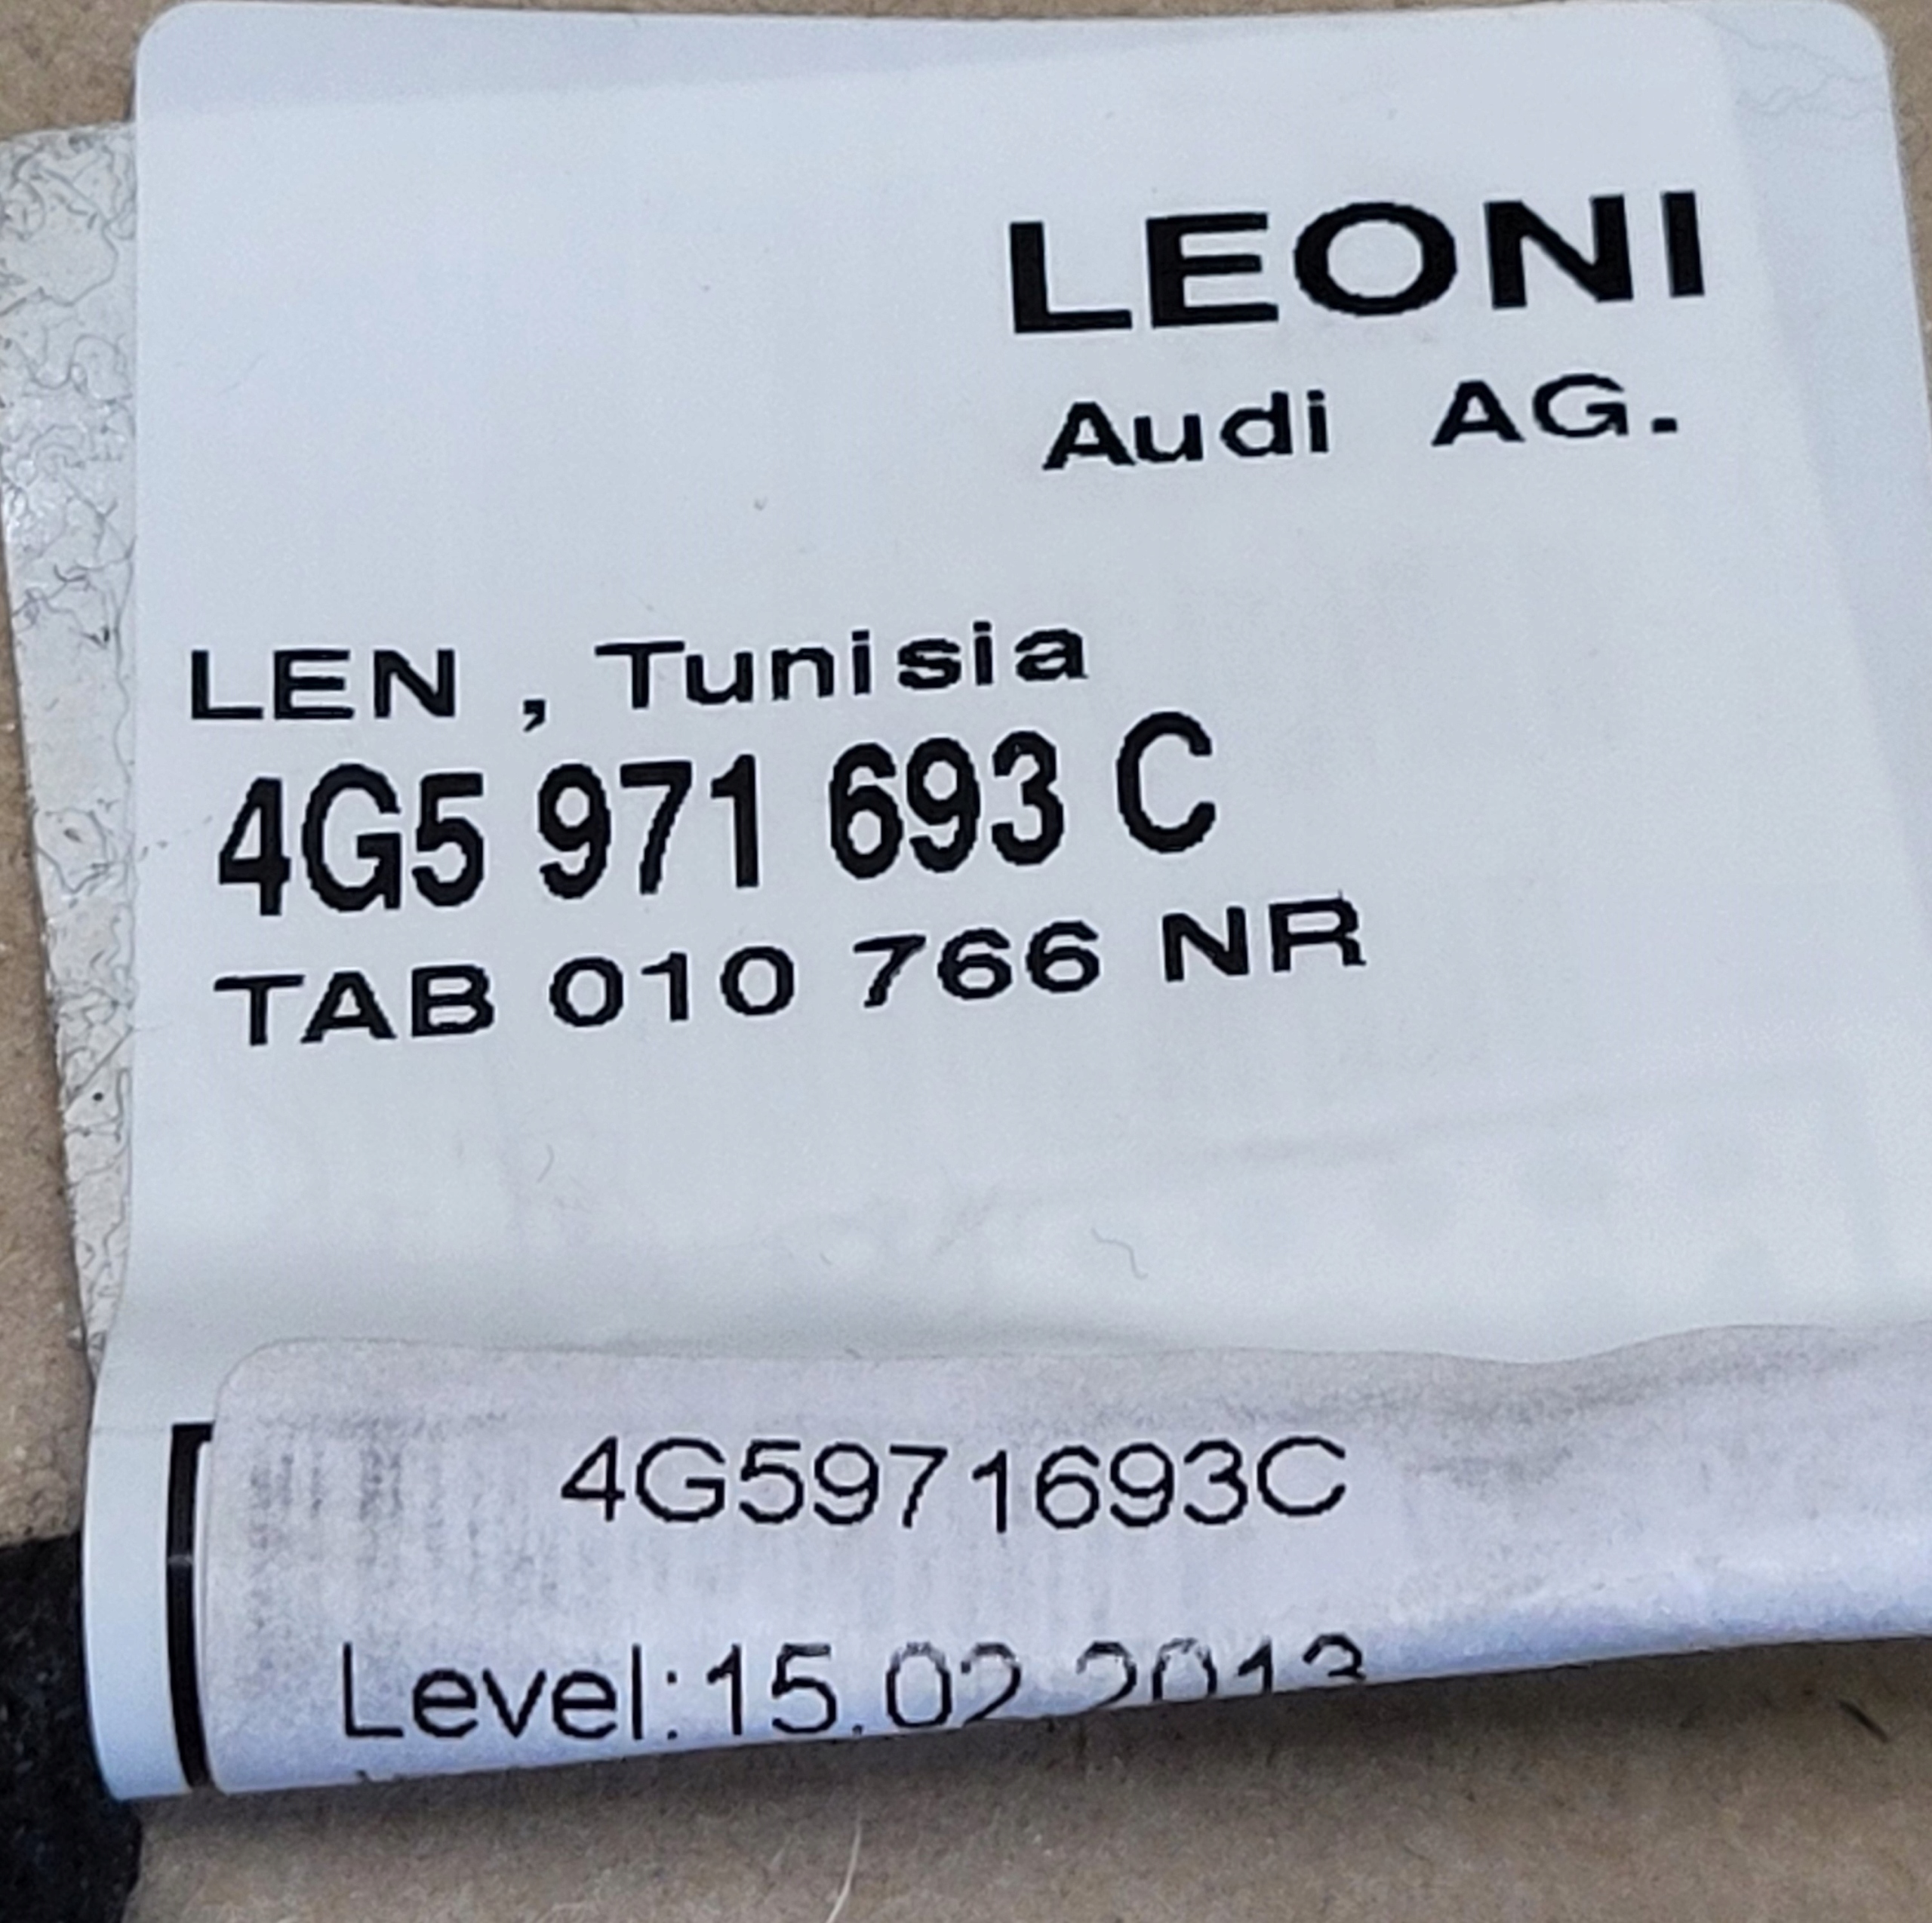 LEONI
Audi AG.
LEN , Tunisia
4G5 971 693 C
TAB 010 766 NR
4G5971693C
Level:15.02.2013